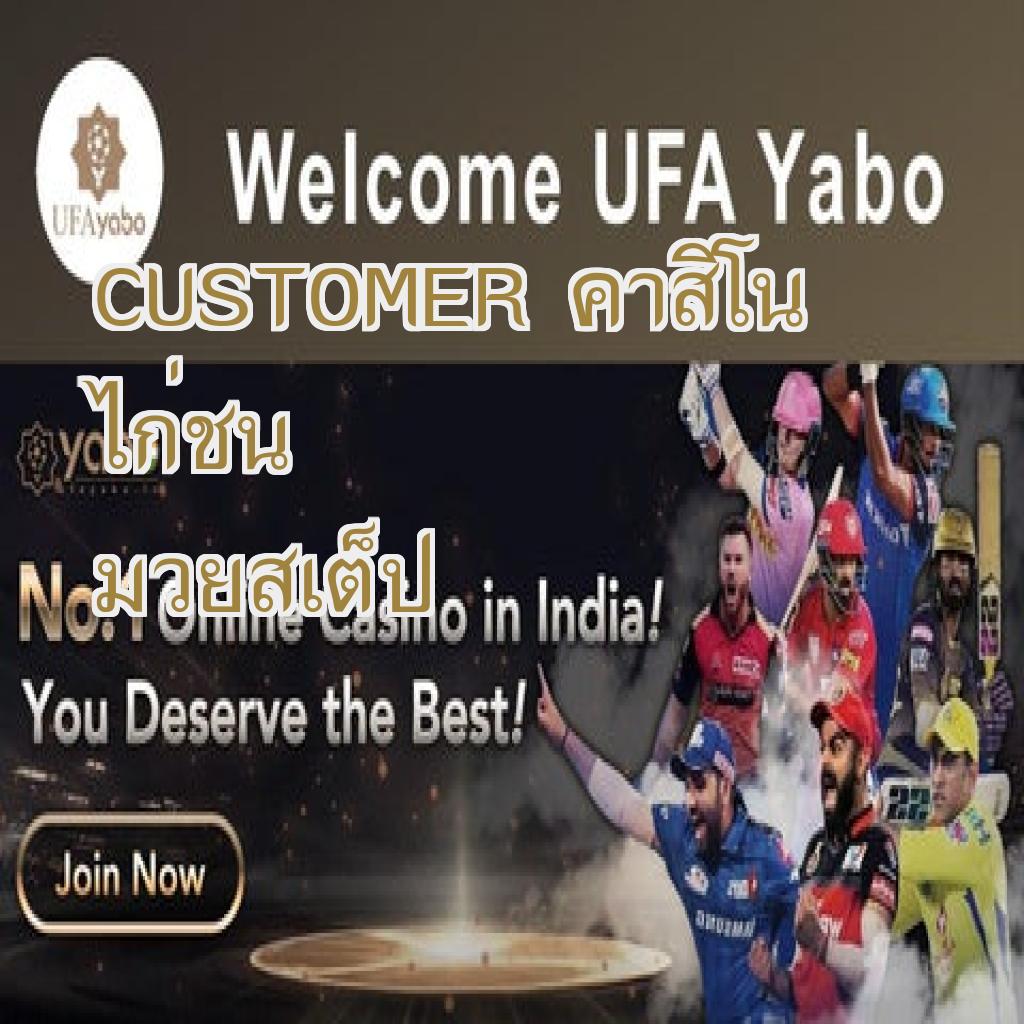 Welcome UFA Yabo
UFAyabo
CUSTOMER คาสิโน
ไก่ชน
มวยสเต็ป
No.1 Online Casino in India!
You Deserve the Best!
Join Now
22